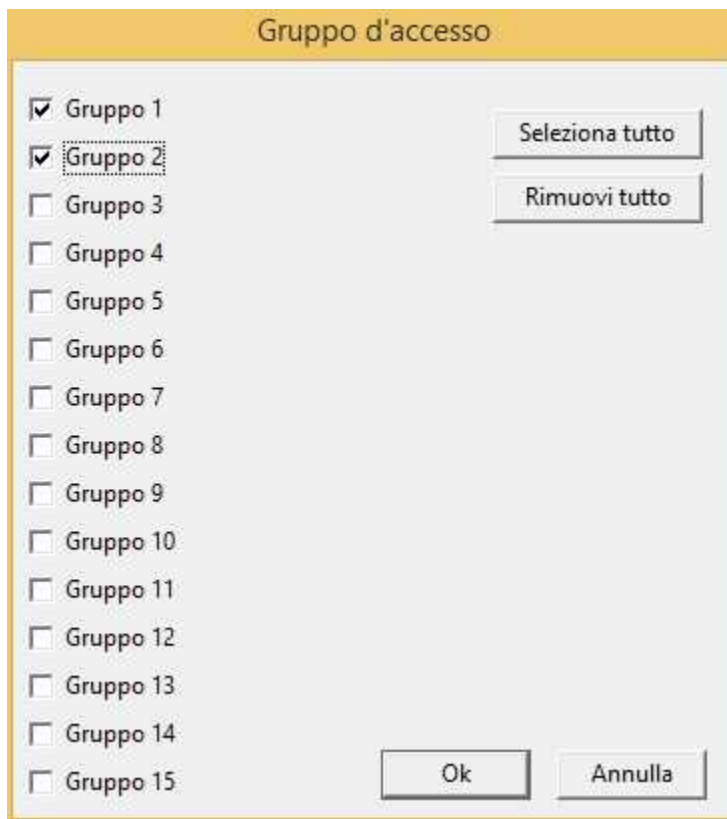 Gruppo d'accesso
Gruppo 1
Gruppo 2
Gruppo 3
Gruppo 4
Gruppo 5
Gruppo 6
Gruppo 7
Gruppo 8
Gruppo 9
Gruppo 10
Gruppo 11
Gruppo 12
Gruppo 13
Gruppo 14
Gruppo 15
Seleziona tutto
Rimuovi tutto
Ok
Annulla